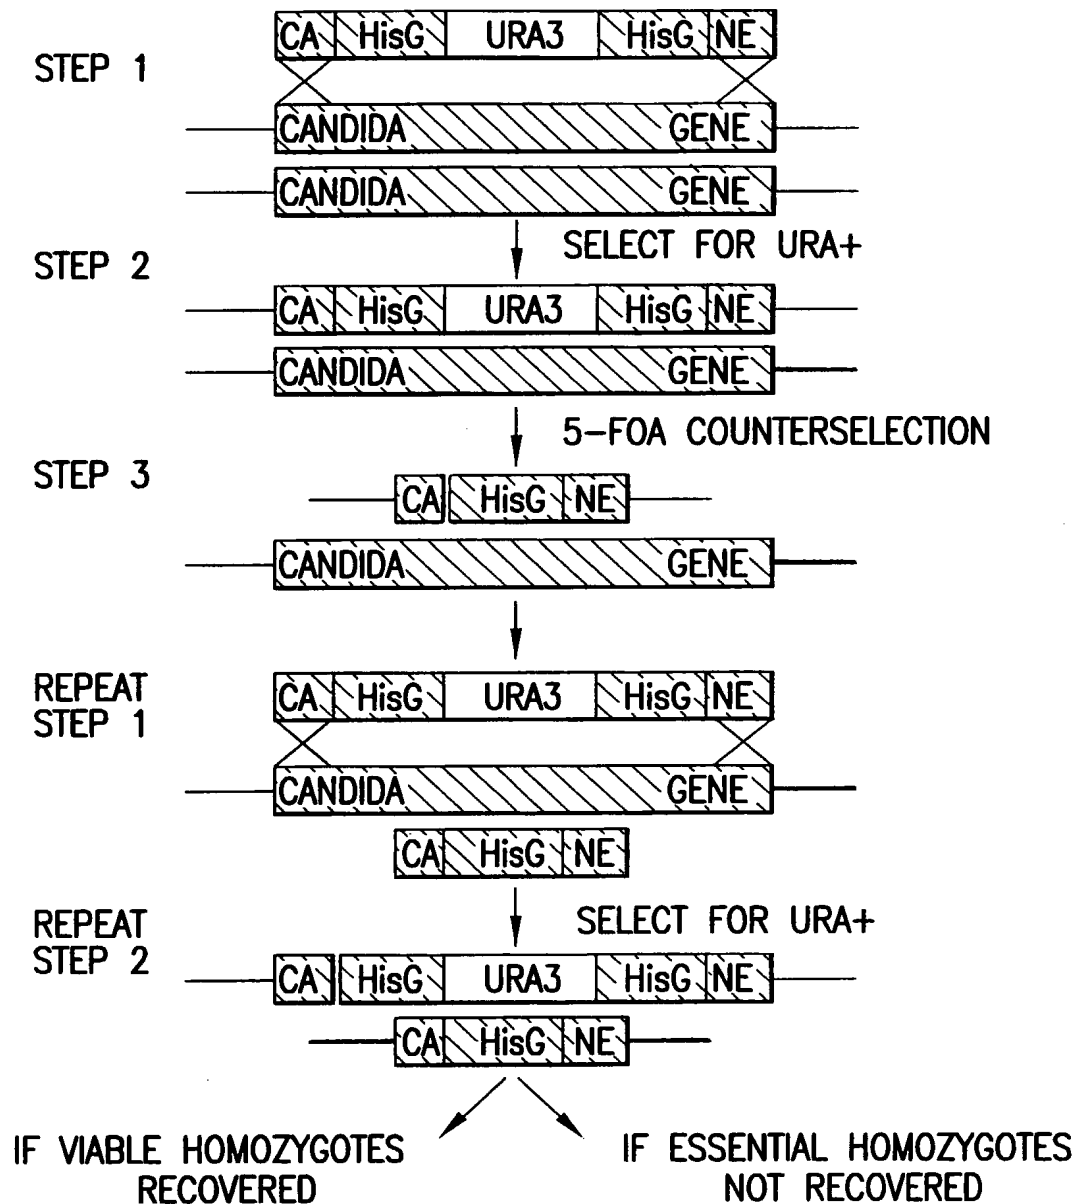 CA HisG URA3 HisG NE
STEP 1
CANDIDA GENE
CANDIDA GENE
SELECT FOR URA+
STEP 2
CA HisG URA3 HisG NE
CANDIDA GENE
5-FOA COUNTERSELECTION
STEP 3
CA HisG NE
CANDIDA GENE
REPEAT
STEP 1
CA HisG URA3 HisG NE
CANDIDA GENE
CA HisG NE
SELECT FOR URA+
REPEAT
STEP 2
CA HisG URA3 HisG NE
CA HisG NE
IF VIABLE HOMOZYGOTES
RECOVERED
IF ESSENTIAL HOMOZYGOTES
NOT RECOVERED